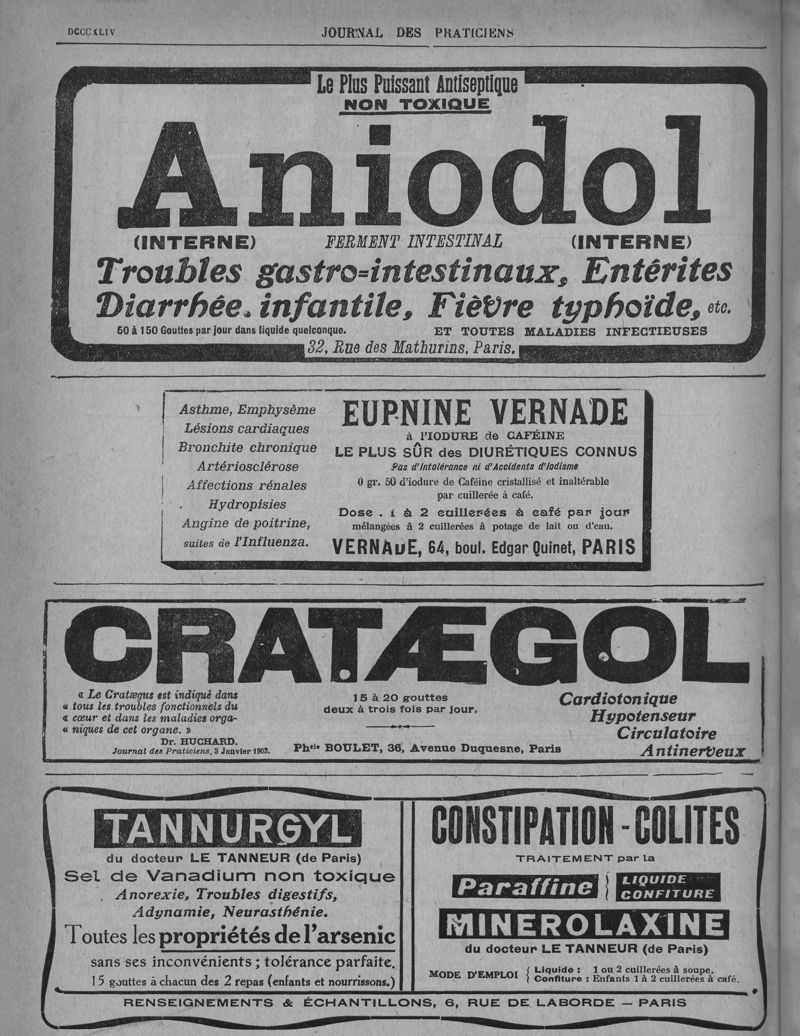 DCCCXLIV
JOURNAL DES PRATICIENS
Le Plus Puissant Antiseptique
NON TOXIQUE
Aniodol
(INTERNE) FERMENT INTESTINAL (INTERNE)
Troubles gastro=intestinaux, Entérites
Diarrhée infantile, Fièvre typhoïde, etc.
50 à 150 Gouttes par jour dans liquide quelconque. ET TOUTES MALADIES INFECTIEUSES
32, Rue des Mathurins, Paris.
Asthme, Emphysème
Lésions cardiaques
Bronchite chronique
Artériosclérose
Affections rénales
Hydropisies
Angine de poitrine,
suites de l'Influenza.
EUPNINE VERNADE
à l'IODURE de CAFÉINE
LE PLUS SÛR des DIURÉTIQUES CONNUS
Pas d'Intolérance ni d'Accidents d'Iodisme
0 gr. 50 d'iodure de Caféine cristallisé et inaltérable
par cuillerée à café.
Dose. 1 à 2 cuillerées à café par jour
mélangées à 2 cuillerées à potage de lait ou d'eau.
VERNADE, 64, boul. Edgar Quinet, PARIS
CRATÆGOL
« Le Cratægus est indiqué dans
« tous les troubles fonctionnels du
« cœur et dans les maladies orga-
« niques de cet organe. »
Dr. HUCHARD.
Journal des Praticiens, 3 Janvier 1903.
15 à 20 gouttes
deux à trois fois par jour.
Phcie BOULET, 36, Avenue Duquesne, Paris
Cardiotonique
Hypotenseur
Circulatoire
Antinerveux
TANNURGYL
du docteur LE TANNEUR (de Paris)
Sel de Vanadium non toxique
Anorexie, Troubles digestifs,
Adynamie, Neurasthénie.
Toutes les propriétés de l'arsenic
sans ses inconvénients ; tolérance parfaite.
15 gouttes à chacun des 2 repas (enfants et nourrissons.)
CONSTIPATION - COLITES
TRAITEMENT par la
Paraffine { LIQUIDE
CONFITURE
MINEROLAXINE
du docteur LE TANNEUR (de Paris)
MODE D'EMPLOI { Liquide : 1 ou 2 cuillerées à soupe.
Confiture : Enfants 1 à 2 cuillerées à café.
RENSEIGNEMENTS & ÉCHANTILLONS, 6, RUE DE LABORDE — PARIS